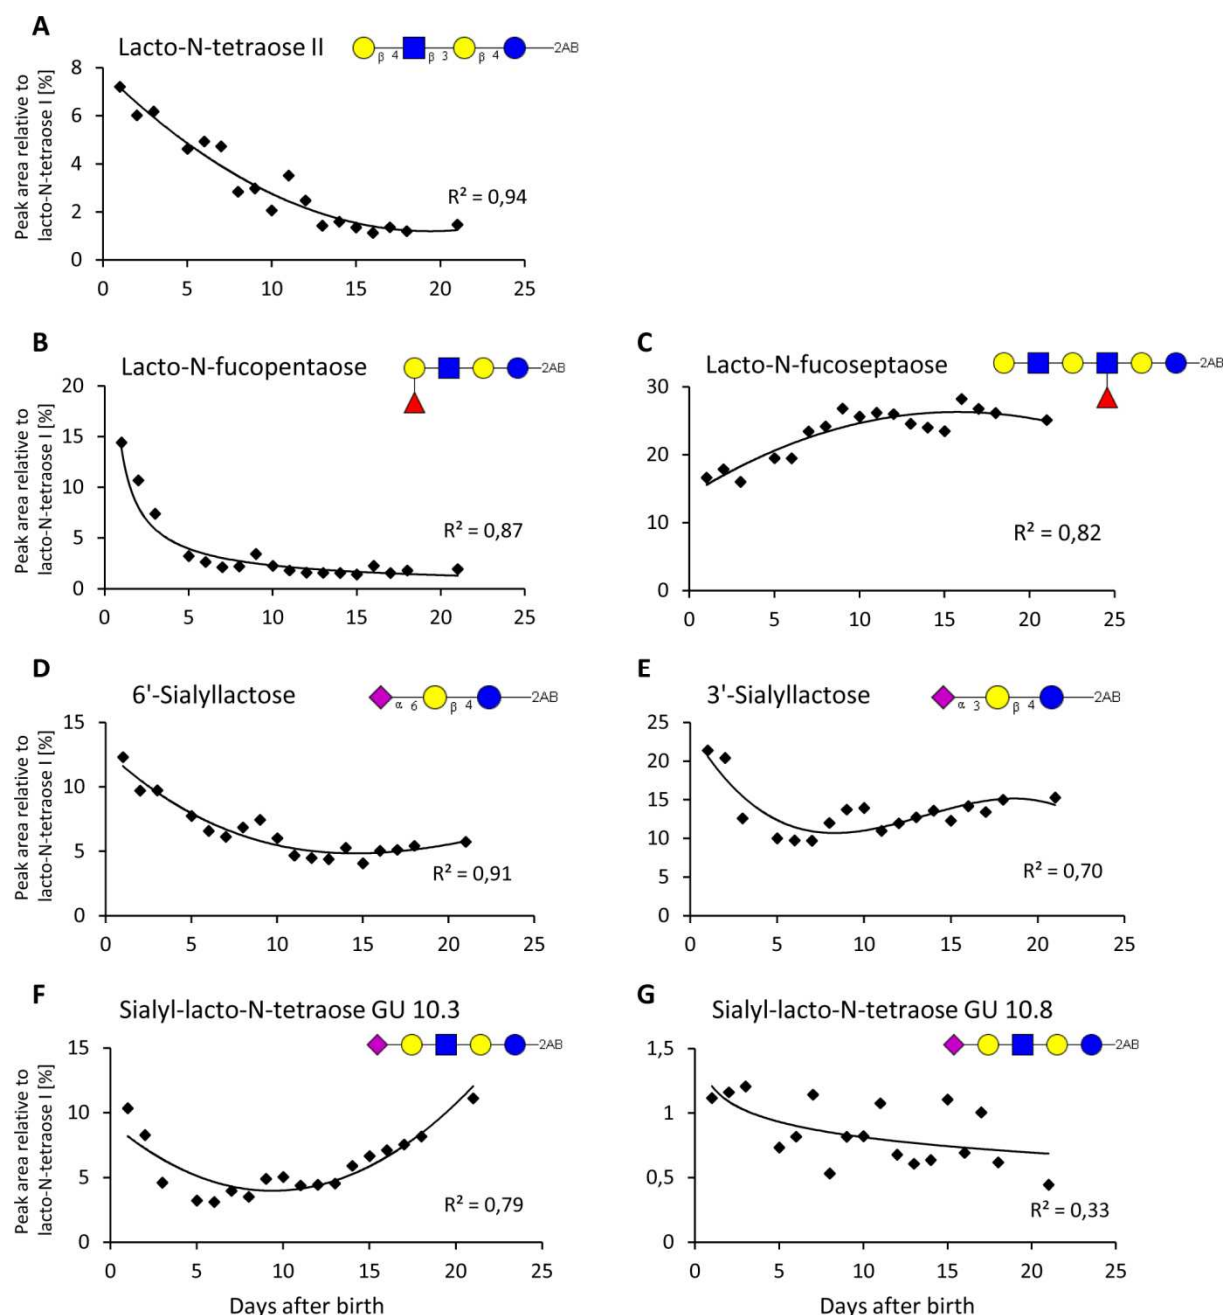 A
Lacto-N-tetraose II
β 4 β 3 β 4 2AB
Peak area relative to
lacto-N-tetraose I [%]
8
6
4
2
0
R² = 0,94
0 5 10 15 20 25
B
Lacto-N-fucopentaose
2AB
Peak area relative to
lacto-N-tetraose I [%]
20
15
10
5
0
R² = 0,87
0 5 10 15 20 25
C
Lacto-N-fucoseptaose
2AB
30
20
10
0
R² = 0,82
0 5 10 15 20 25
D
6'-Sialyllactose
α 6 β 4 2AB
Peak area relative to
lacto-N-tetraose I [%]
15
10
5
0
R² = 0,91
0 5 10 15 20 25
E
3'-Sialyllactose
α 3 β 4 2AB
25
20
15
10
5
0
R² = 0,70
0 5 10 15 20 25
F
Sialyl-lacto-N-tetraose GU 10.3
2AB
Peak area relative to
lacto-N-tetraose I [%]
15
10
5
0
R² = 0,79
0 5 10 15 20 25
Days after birth
G
Sialyl-lacto-N-tetraose GU 10.8
2AB
1,5
1
0,5
0
R² = 0,33
0 5 10 15 20 25
Days after birth